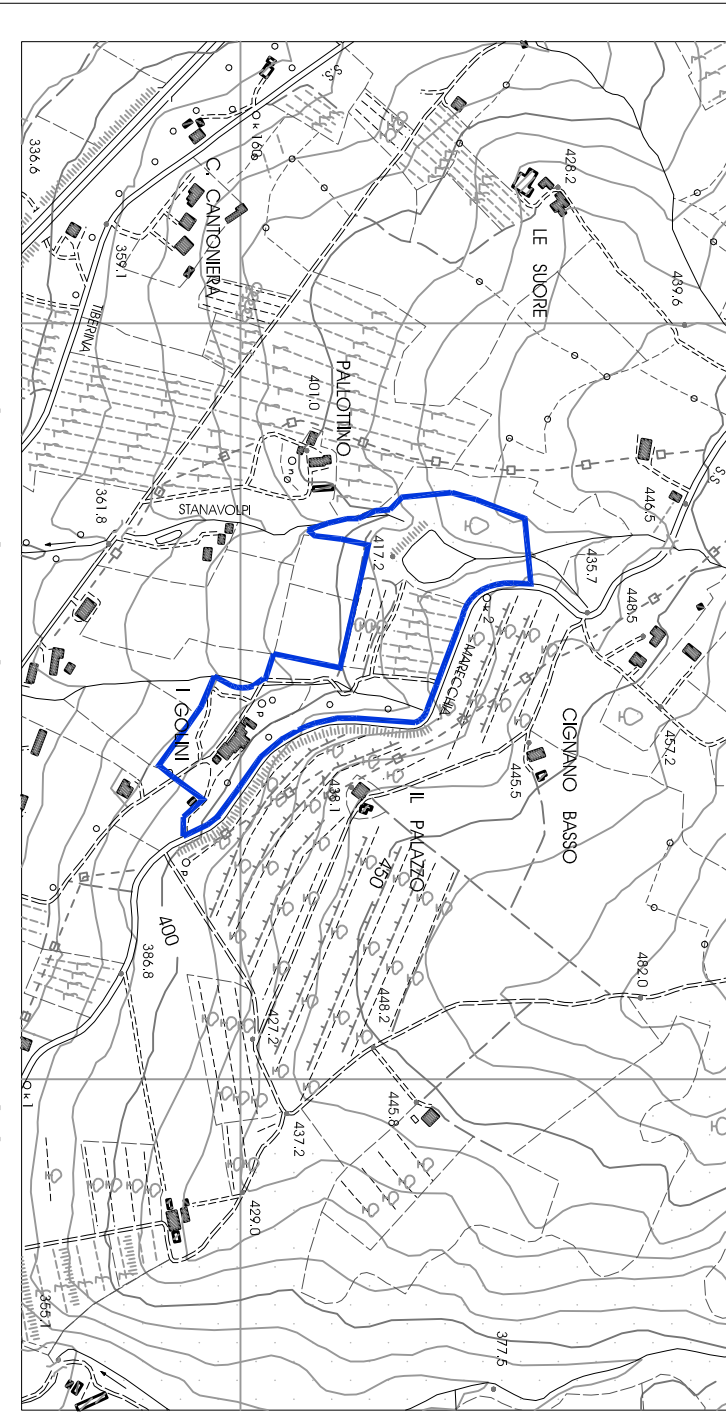 336.6
k 160
S S
C. CANTONIERA
359.1
TIBERINA
428.2
LE SUORE
439.6
PALLOTTINO
401.0
STANAVOLPI
361.8
S S
446.5
417.2
435.7
448.5
k 2
MARECCHIA
457.2
I GOLINI
CIGNANO BASSO
445.5
438.1
IL PALAZZO
450
400
386.8
482.0
448.2
427.2
k 1
445.8
437.2
429.0
355.7
377.5